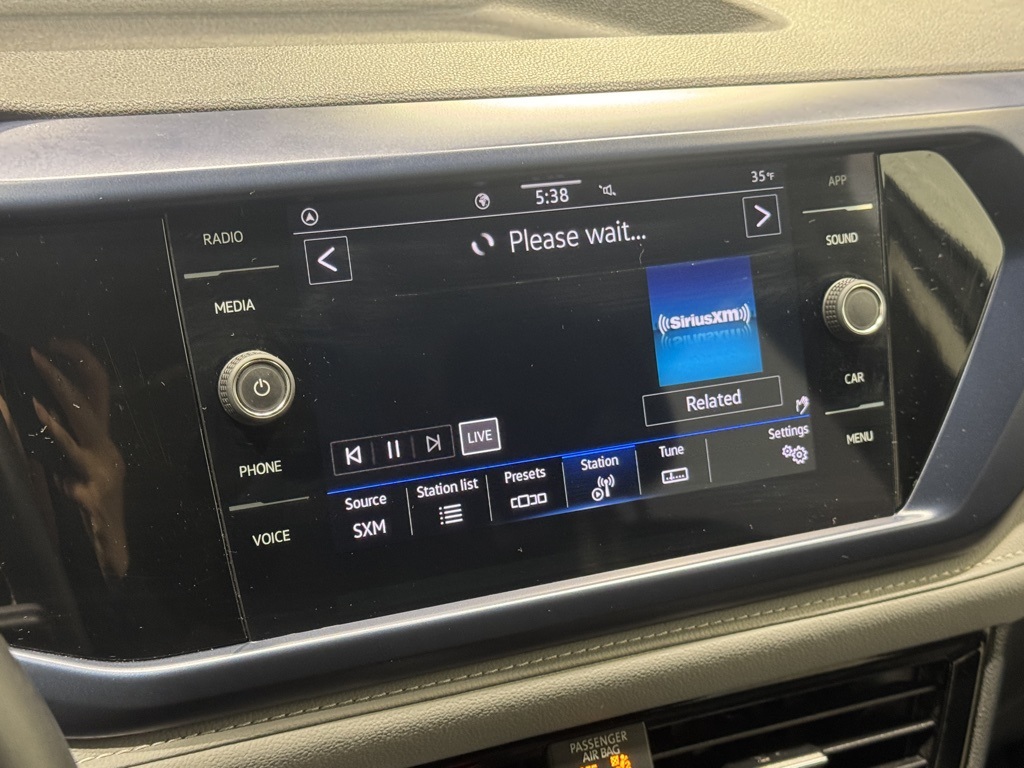 5:38
35°F
RADIO
MEDIA
PHONE
VOICE
Please wait...
((SiriusXM))
Related
LIVE
Source
SXM
Station list
Presets
Station
Tune
Settings
APP
SOUND
CAR
MENU
PASSENGER
AIR BAG